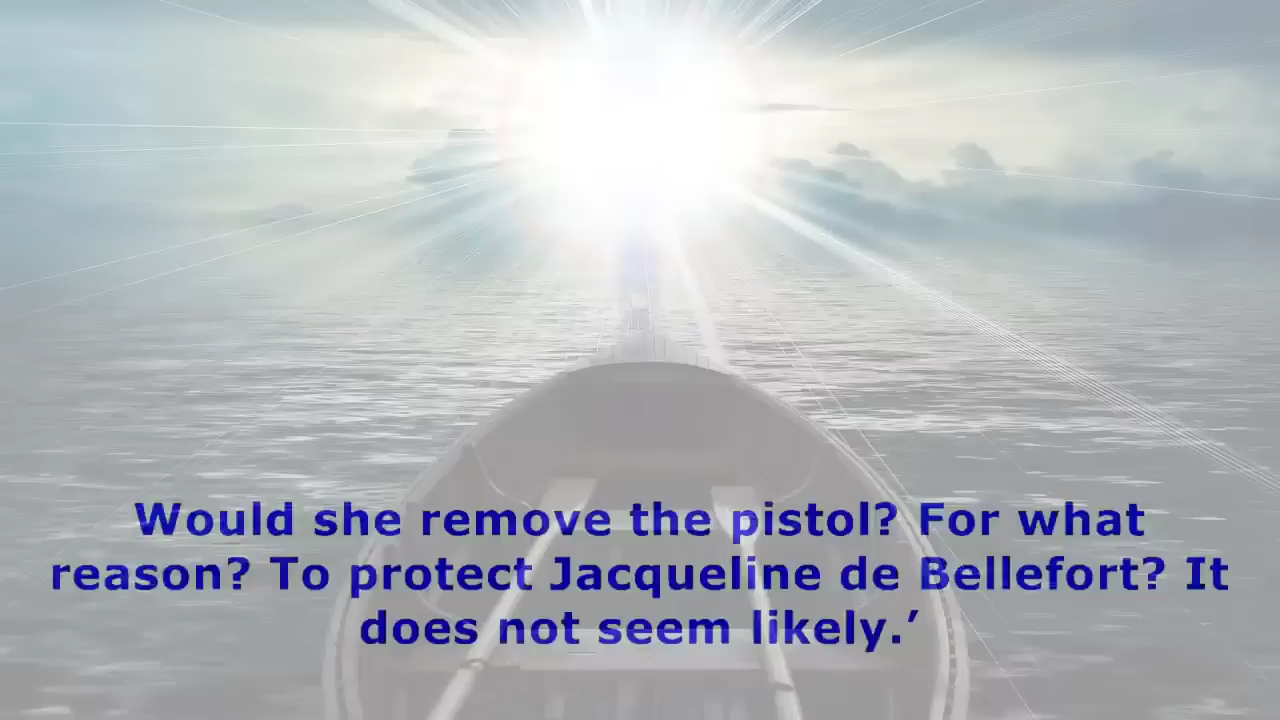 Would she remove the pistol? For what
reason? To protect Jacqueline de Bellefort? It
does not seem likely.’